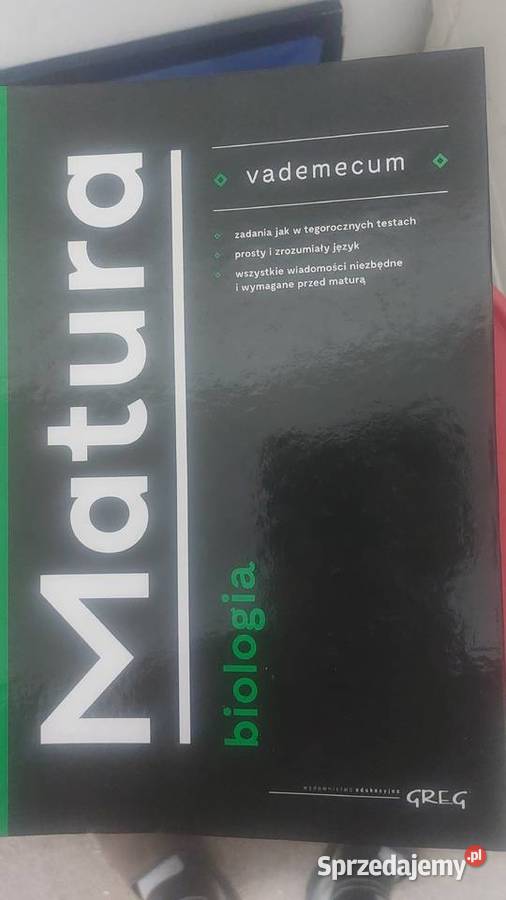 Matura
vademecum
zadania jak w tegorocznych testach
prosty i zrozumiały język
wszystkie wiadomości niezbędne
i wymagane przed maturą
biologia
wydawnictwo edukacyjne
GREG
Sprzedajemy.pl